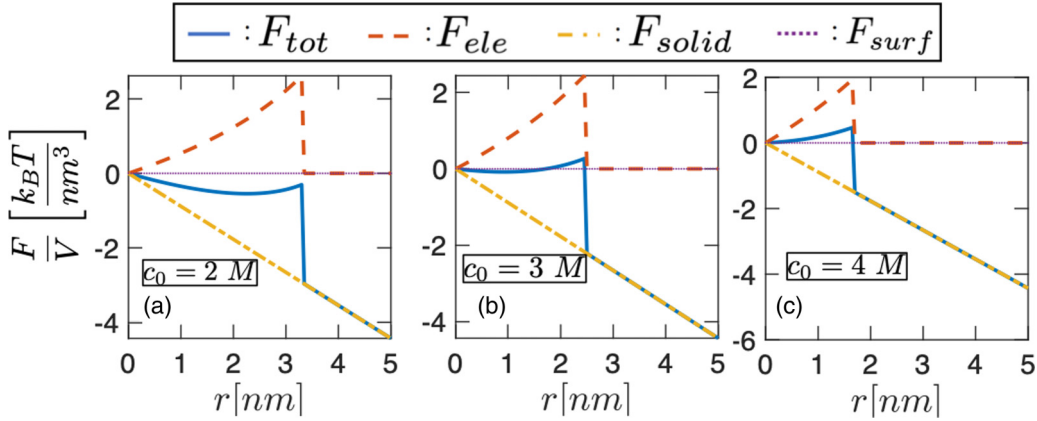 : F_tot : F_ele : F_solid : F_surf
F/V [k_B T/nm^3]
2
0
-2
-4
c_0 = 2 M
(a)
0 1 2 3 4 5
r[nm]
2
0
-2
-4
c_0 = 3 M
(b)
0 1 2 3 4 5
r[nm]
2
0
-2
-4
-6
c_0 = 4 M
(c)
0 1 2 3 4 5
r[nm]